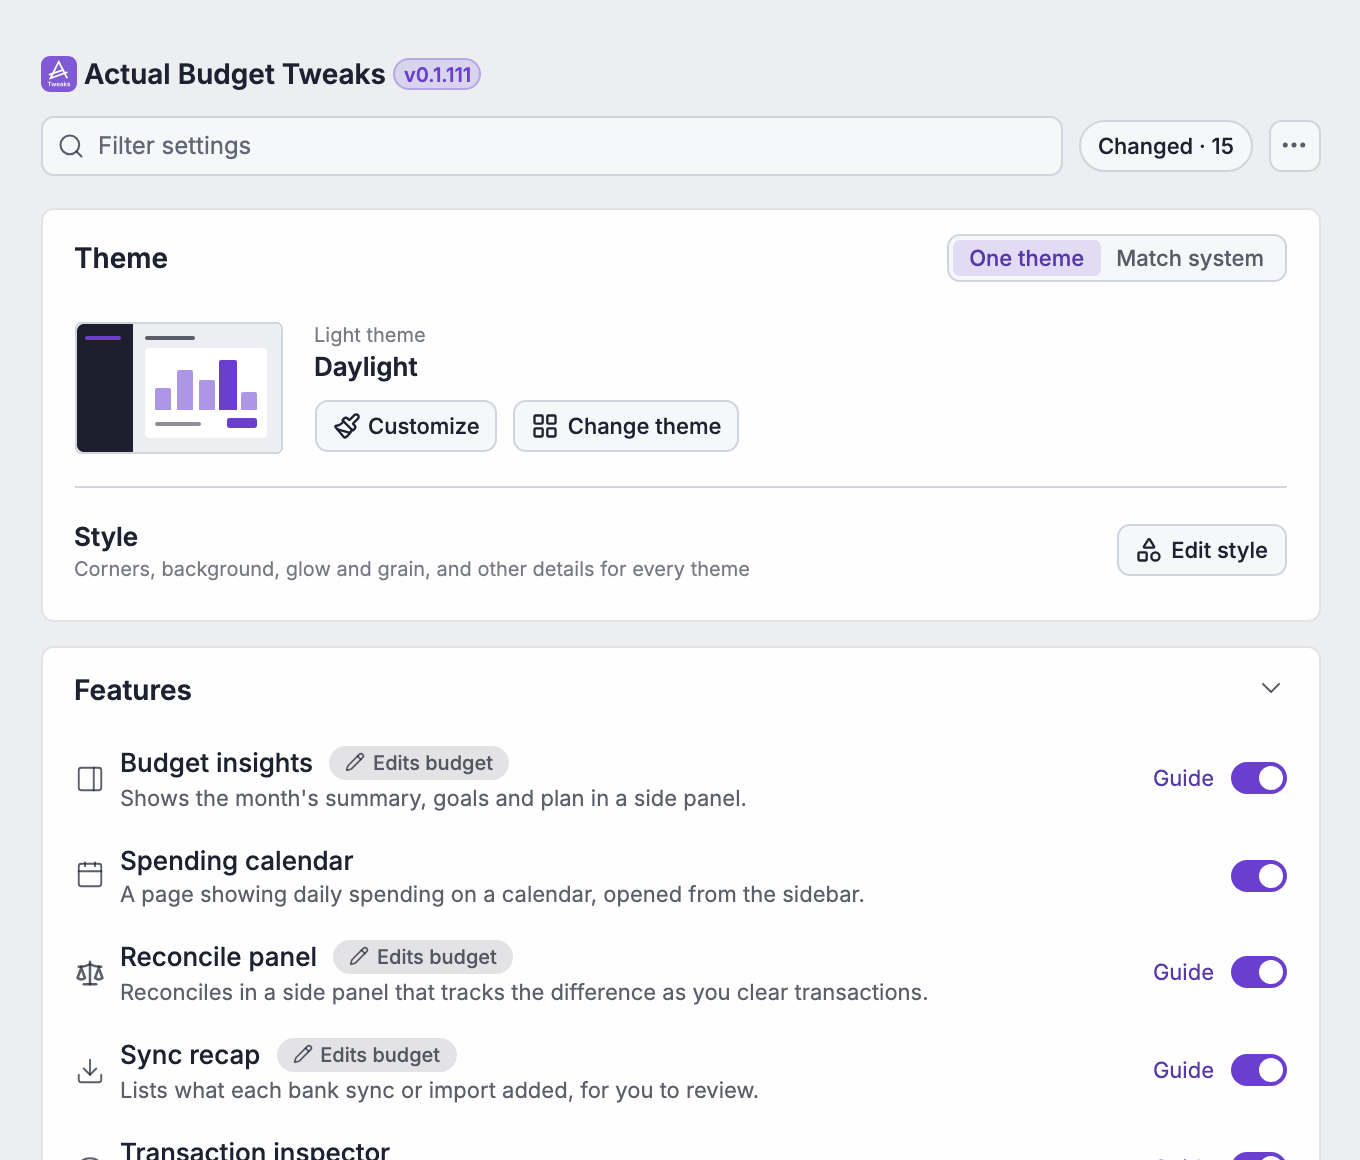 Tweaks
Actual Budget Tweaks v0.1.111
Filter settings
Changed · 15
Theme
One theme Match system
Light theme
Daylight
Customize Change theme
Style
Corners, background, glow and grain, and other details for every theme
Edit style
Features
Budget insights Edits budget
Shows the month's summary, goals and plan in a side panel.
Guide
Spending calendar
A page showing daily spending on a calendar, opened from the sidebar.
Reconcile panel Edits budget
Reconciles in a side panel that tracks the difference as you clear transactions.
Guide
Sync recap Edits budget
Lists what each bank sync or import added, for you to review.
Guide
Transaction inspector